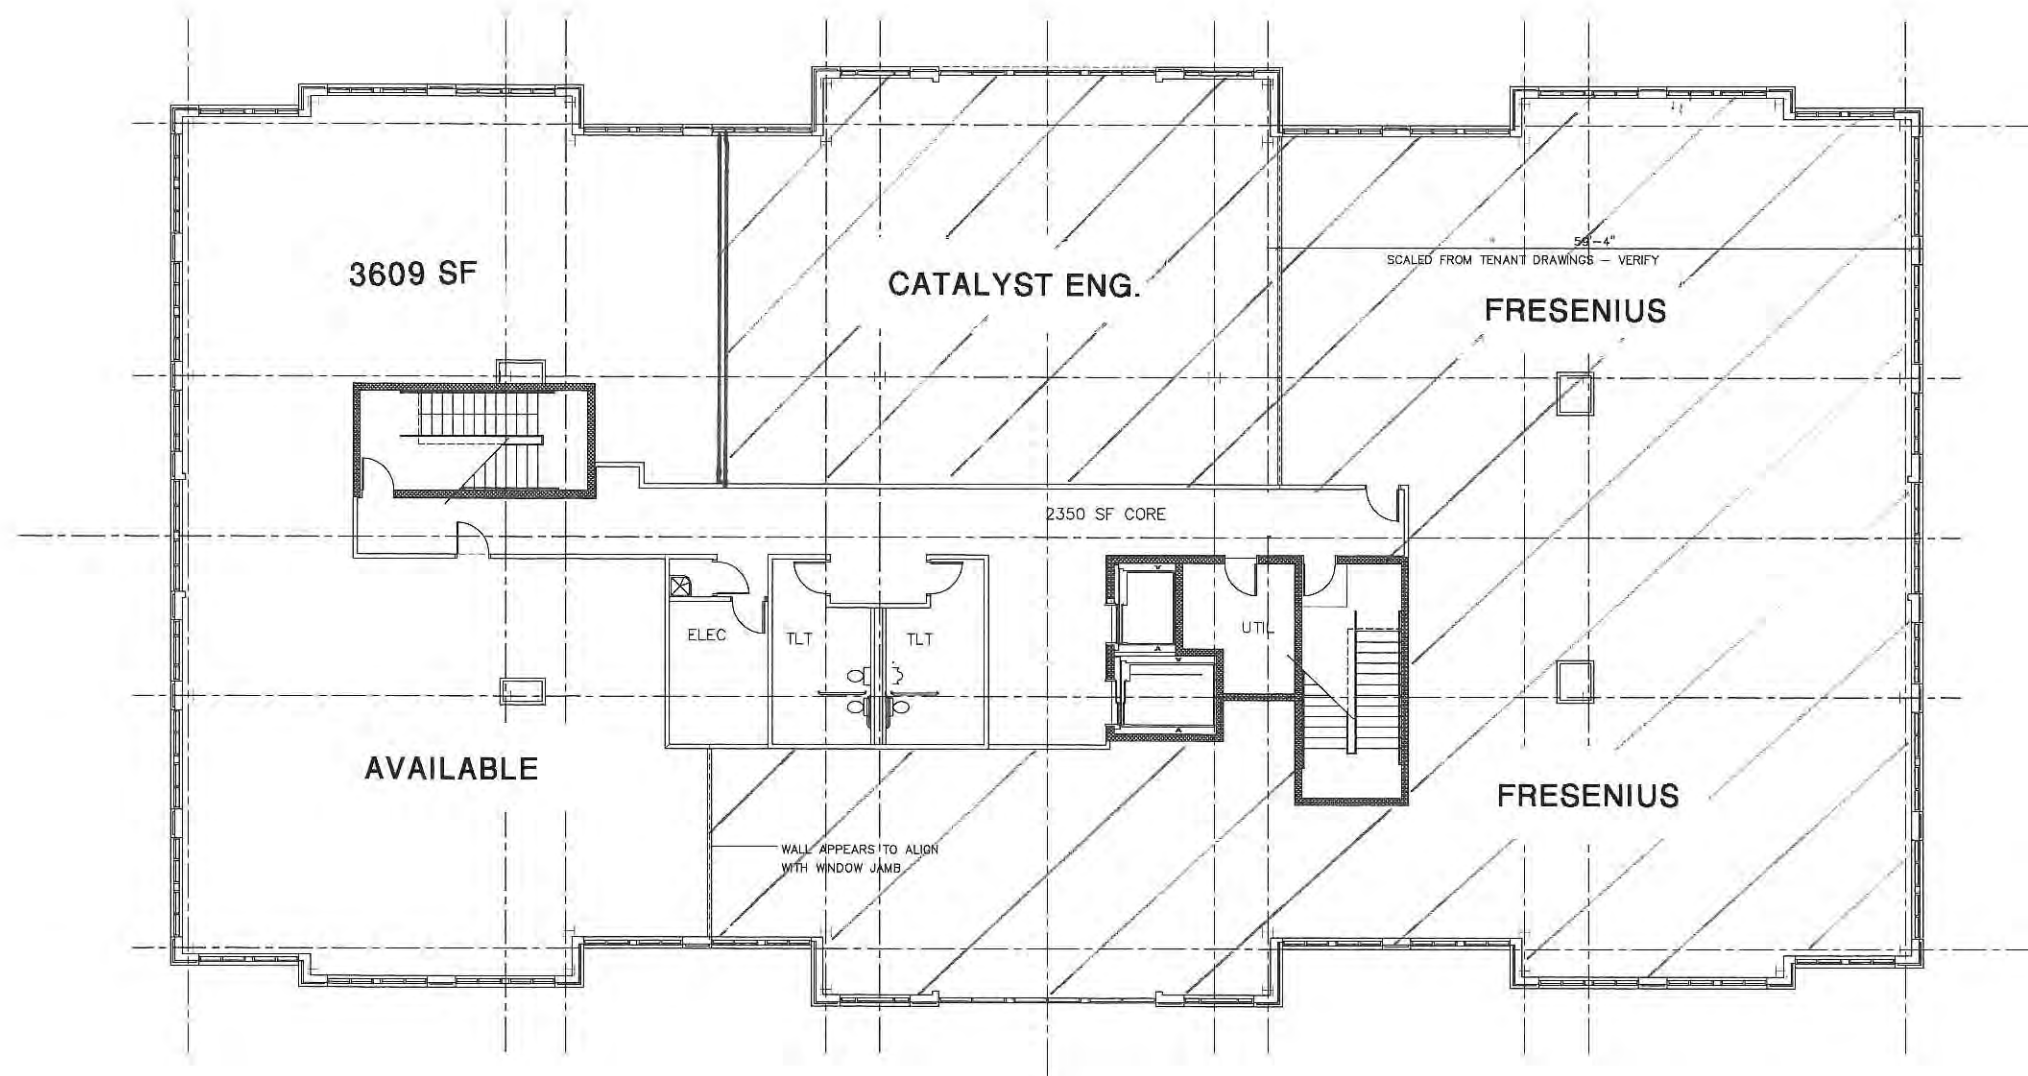 3609 SF
CATALYST ENG.
59'-4"
SCALED FROM TENANT DRAWINGS – VERIFY
FRESENIUS
2350 SF CORE
ELEC
TLT
TLT
UTIL
AVAILABLE
FRESENIUS
WALL APPEARS TO ALIGN
WITH WINDOW JAMB